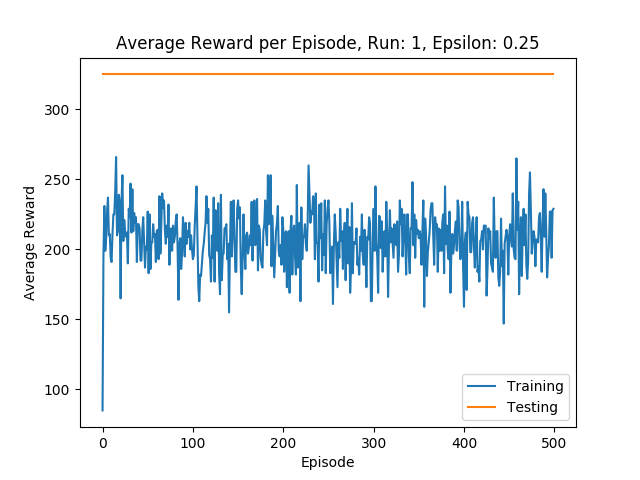 Average Reward per Episode, Run: 1, Epsilon: 0.25
Average Reward
300
250
200
150
100
0
100
200
300
400
500
Episode
Training
Testing